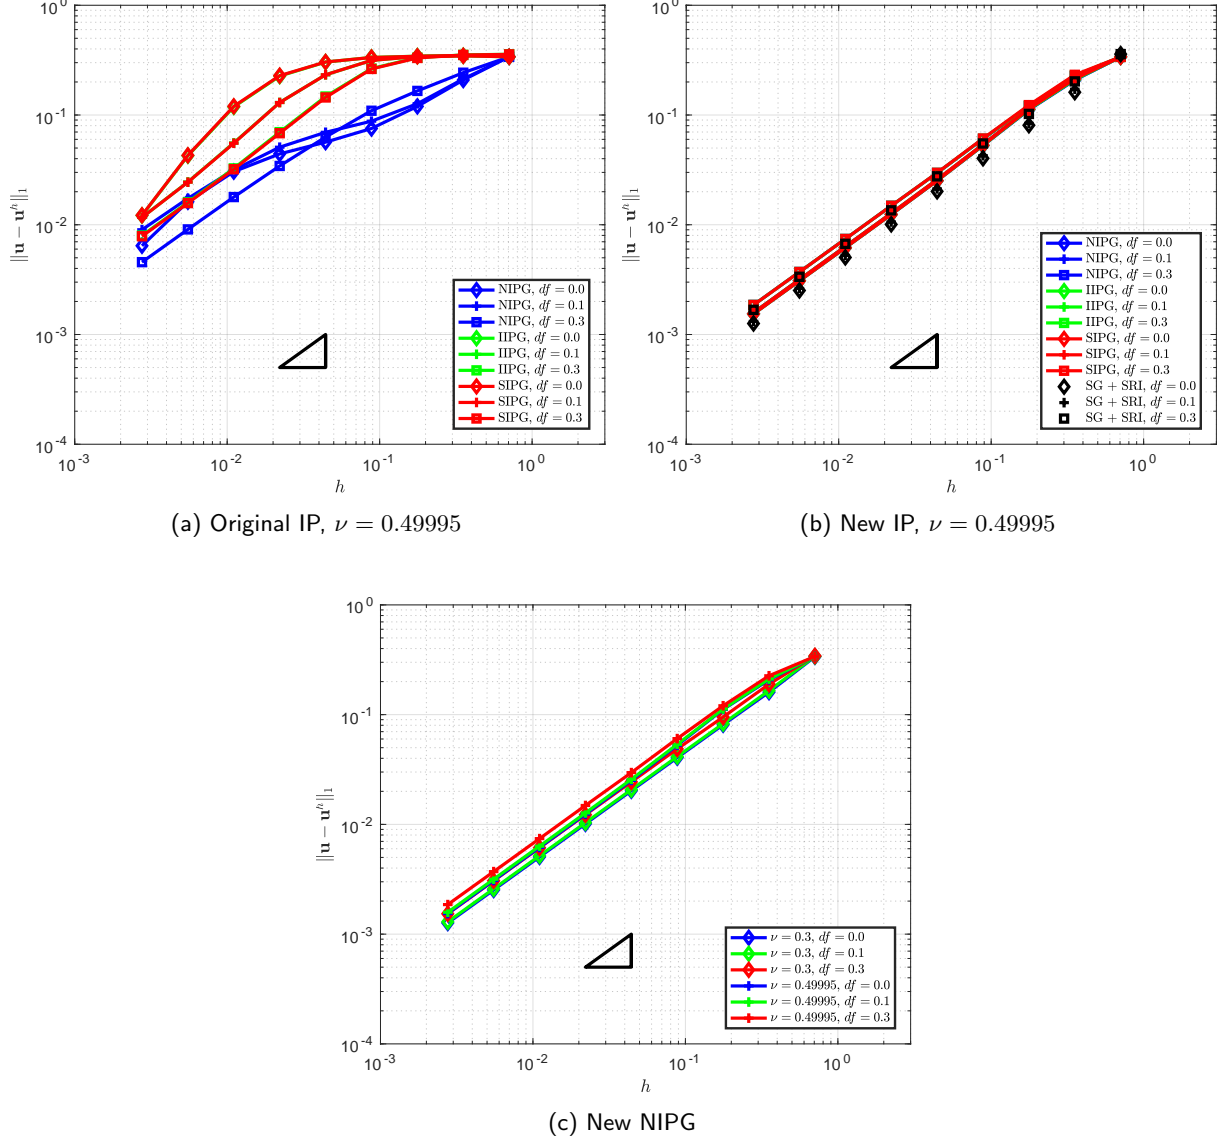 10^0
10^-1
10^-2
10^-3
10^-4
10^-3
10^-2
10^-1
10^0
‖u − u^h‖_1
h
NIPG, df = 0.0
NIPG, df = 0.1
NIPG, df = 0.3
IIPG, df = 0.0
IIPG, df = 0.1
IIPG, df = 0.3
SIPG, df = 0.0
SIPG, df = 0.1
SIPG, df = 0.3
(a) Original IP, ν = 0.49995
10^0
10^-1
10^-2
10^-3
10^-4
10^-3
10^-2
10^-1
10^0
‖u − u^h‖_1
h
NIPG, df = 0.0
NIPG, df = 0.1
NIPG, df = 0.3
IIPG, df = 0.0
IIPG, df = 0.1
IIPG, df = 0.3
SIPG, df = 0.0
SIPG, df = 0.1
SIPG, df = 0.3
SG + SRI, df = 0.0
SG + SRI, df = 0.1
SG + SRI, df = 0.3
(b) New IP, ν = 0.49995
10^0
10^-1
10^-2
10^-3
10^-4
10^-3
10^-2
10^-1
10^0
‖u − u^h‖_1
h
ν = 0.3, df = 0.0
ν = 0.3, df = 0.1
ν = 0.3, df = 0.3
ν = 0.49995, df = 0.0
ν = 0.49995, df = 0.1
ν = 0.49995, df = 0.3
(c) New NIPG